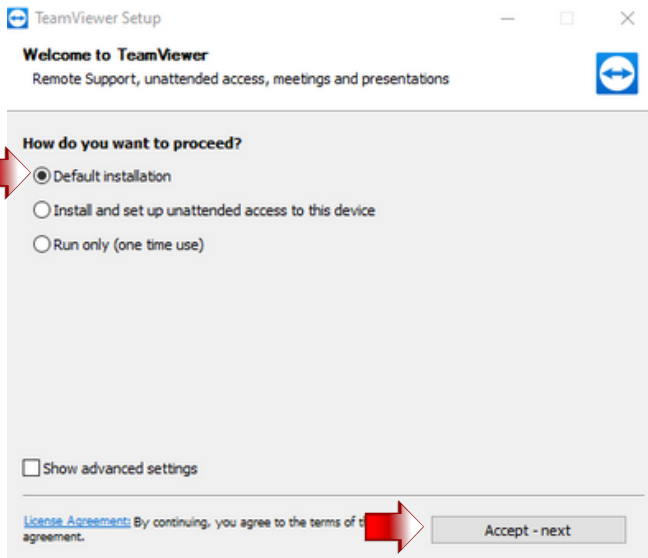 TeamViewer Setup
Welcome to TeamViewer
Remote Support, unattended access, meetings and presentations
How do you want to proceed?
Default installation
Install and set up unattended access to this device
Run only (one time use)
Show advanced settings
License Agreement: By continuing, you agree to the terms of
agreement.
Accept - next